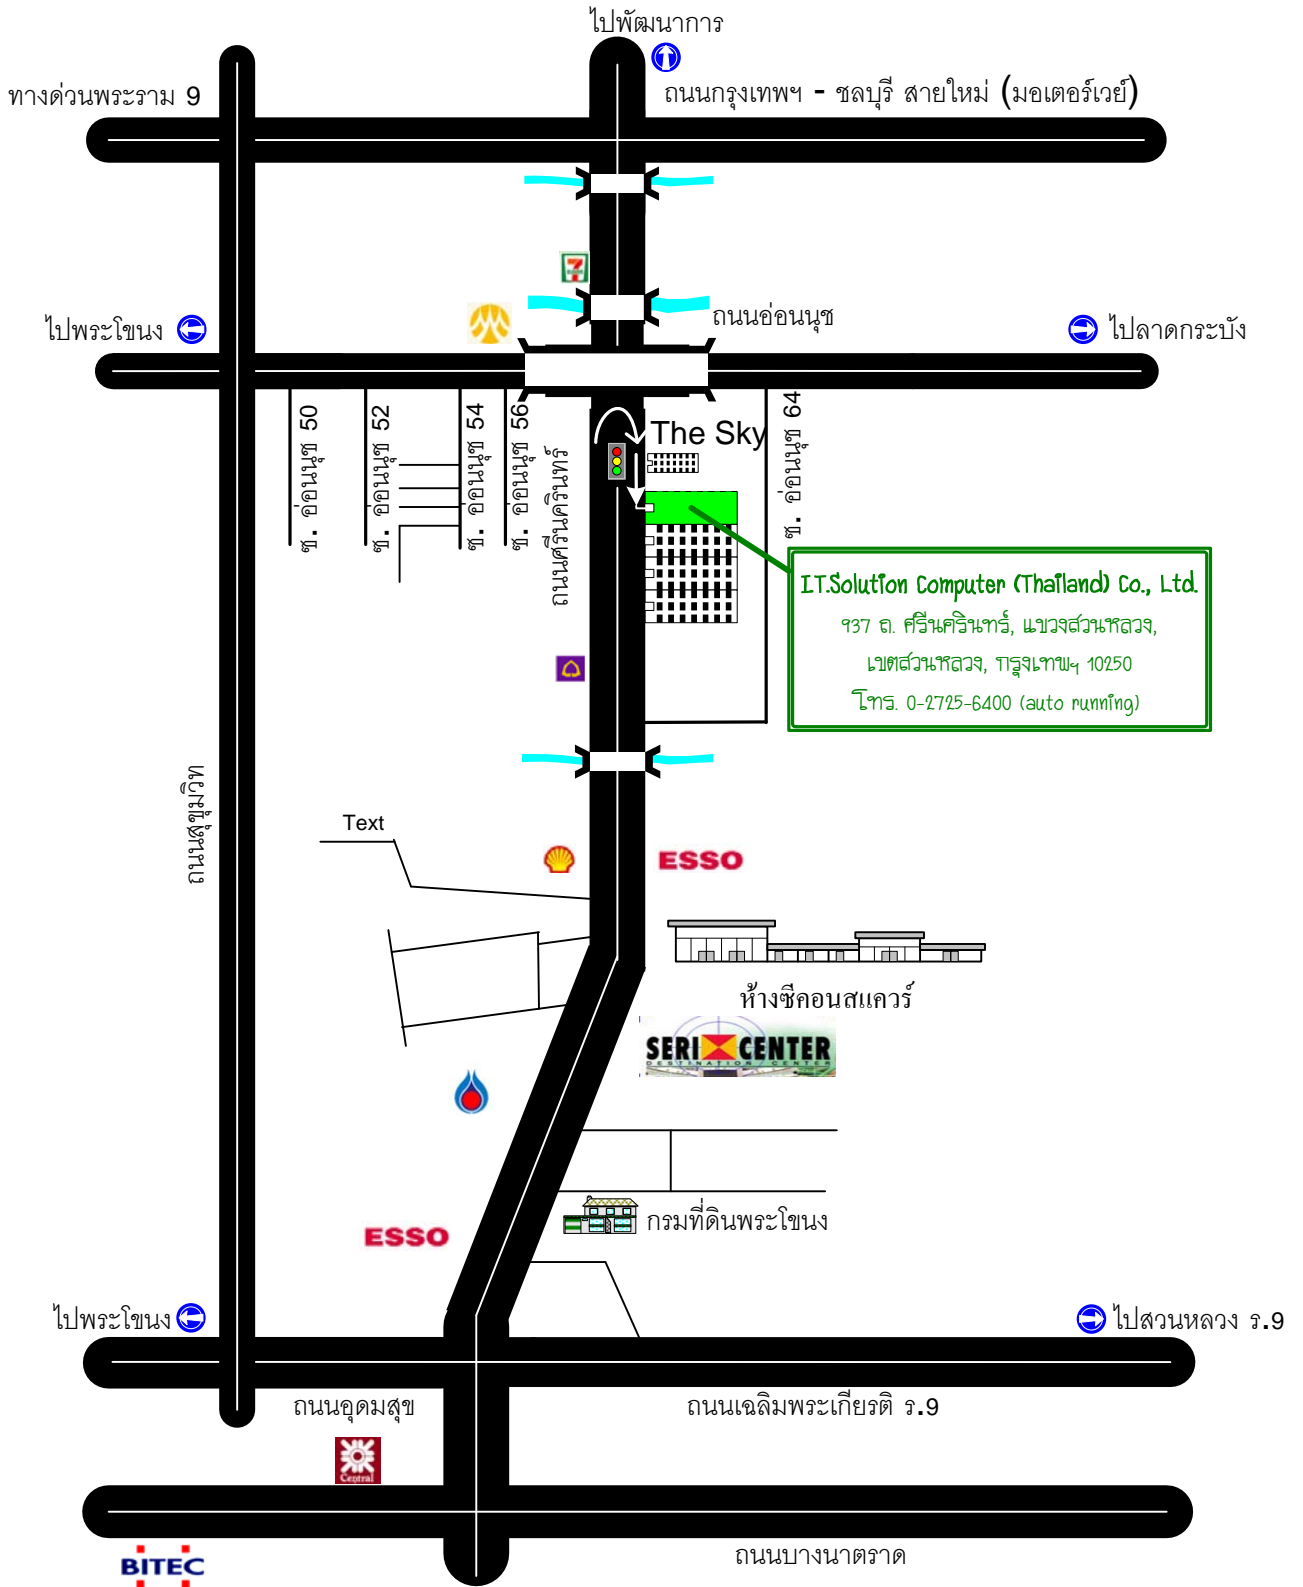 ไปพัฒนาการ
ทางด่วนพระราม 9
ถนนกรุงเทพฯ - ชลบุรี สายใหม่ (มอเตอร์เวย์)
7
ไปพระโขนง
ถนนอ่อนนุช
ไปลาดกระบัง
ซ. อ่อนนุช 50
ซ. อ่อนนุช 52
ซ. อ่อนนุช 54
ซ. อ่อนนุช 56
ถนนศรีนครินทร์
The Sky
ซ. อ่อนนุช 64
I.T.Solution Computer (Thailand) Co., Ltd.
937 ถ. ศรีนครินทร์, แขวงสวนหลวง,
เขตสวนหลวง, กรุงเทพฯ 10250
โทร. 0-2725-6400 (auto running)
ถนนสุขุมวิท
Text
ESSO
ห้างซีคอนสแควร์
SERI CENTER
DESTINATION CENTER
กรมที่ดินพระโขนง
ESSO
ไปพระโขนง
ไปสวนหลวง ร.9
ถนนอุดมสุข
ถนนเฉลิมพระเกียรติ ร.9
Central
ถนนบางนาตราด
BITEC